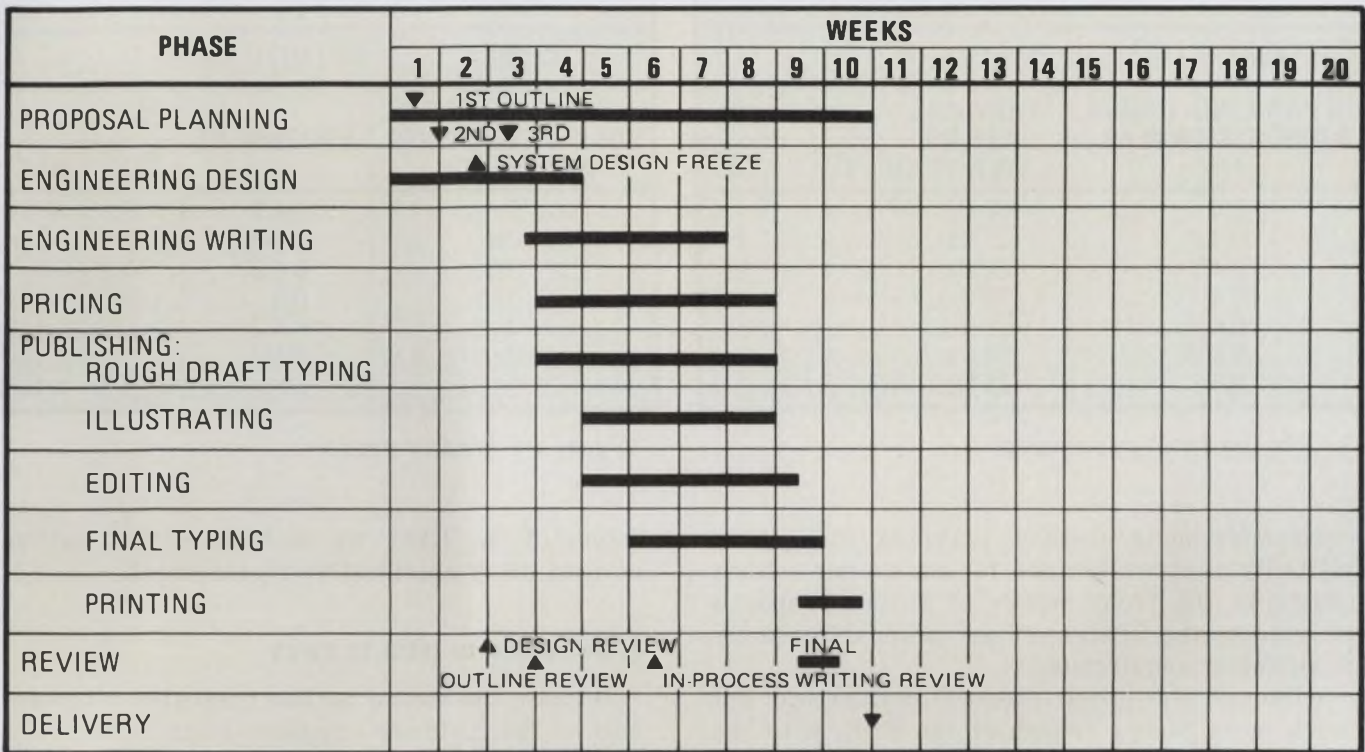 PHASE
WEEKS
1 2 3 4 5 6 7 8 9 10 11 12 13 14 15 16 17 18 19 20
PROPOSAL PLANNING
1ST OUTLINE
2ND 3RD
ENGINEERING DESIGN
SYSTEM DESIGN FREEZE
ENGINEERING WRITING
PRICING
PUBLISHING:
ROUGH DRAFT TYPING
ILLUSTRATING
EDITING
FINAL TYPING
PRINTING
REVIEW
DESIGN REVIEW FINAL
OUTLINE REVIEW IN-PROCESS WRITING REVIEW
DELIVERY